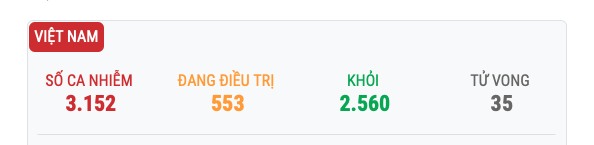 VIỆT NAM
SỐ CA NHIỄM ĐANG ĐIỀU TRỊ KHỎI TỬ VONG
3.152 553 2.560 35